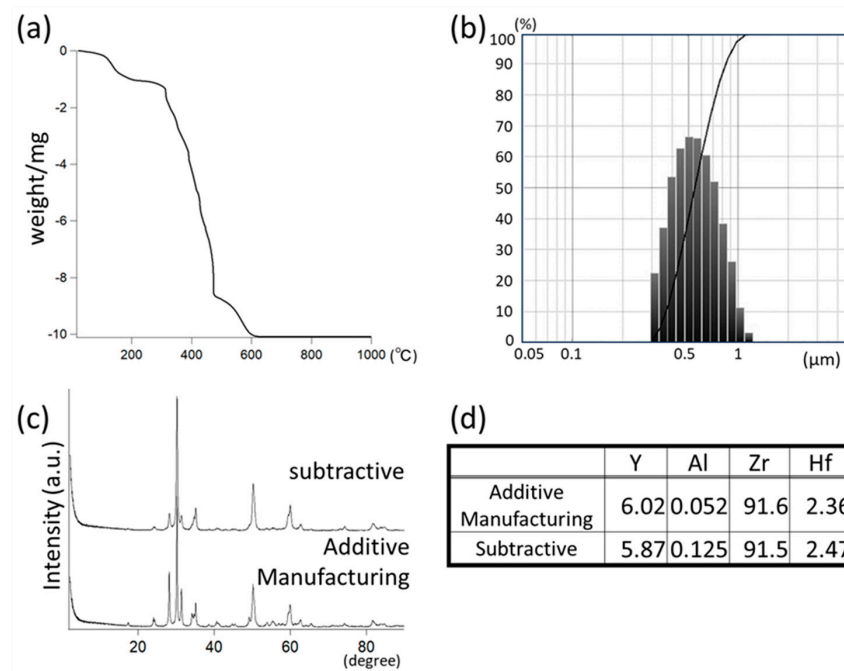 (a)
0
-2
-4
-6
-8
-10
weight/mg
200 400 600 800 1000 (℃)
(b)
(%)
100
90
80
70
60
50
40
30
20
10
0
0.05 0.1 0.5 1 (μm)
(c)
Intensity (a.u.)
subtractive
Additive
Manufacturing
20 40 60 80
(degree)
(d)
Y Al Zr Hf
Additive
Manufacturing 6.02 0.052 91.6 2.36
Subtractive 5.87 0.125 91.5 2.47